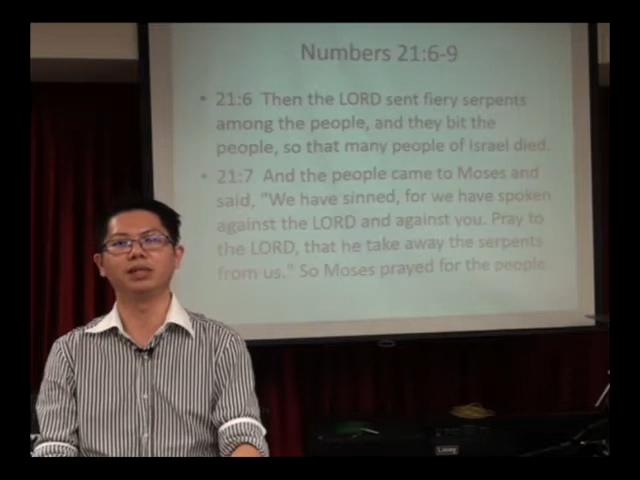 Numbers 21:6-9
• 21:6 Then the LORD sent fiery serpents
among the people, and they bit the
people, so that many people of Israel died.
• 21:7 And the people came to Moses and
said, "We have sinned, for we have spoken
against the LORD and against you. Pray to
the LORD, that he take away the serpents
from us." So Moses prayed for the people.
Laney